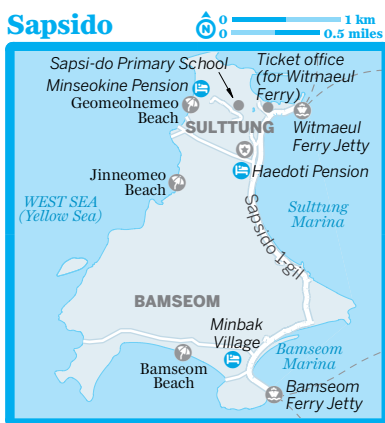 Sapsido
N
0 1 km
0 0.5 miles
Sapsi-do Primary School
Ticket office
(for Witmaeul
Ferry)
Minseokine Pension
Geomeolnemeo
Beach
SULTTUNG
Witmaeul
Ferry Jetty
Haedoti Pension
Jinneomeo
Beach
WEST SEA
(Yellow Sea)
Sapsido 1-gil
Sulttung
Marina
BAMSEOM
Minbak
Village
Bamseom
Marina
Bamseom
Beach
Bamseom
Ferry Jetty